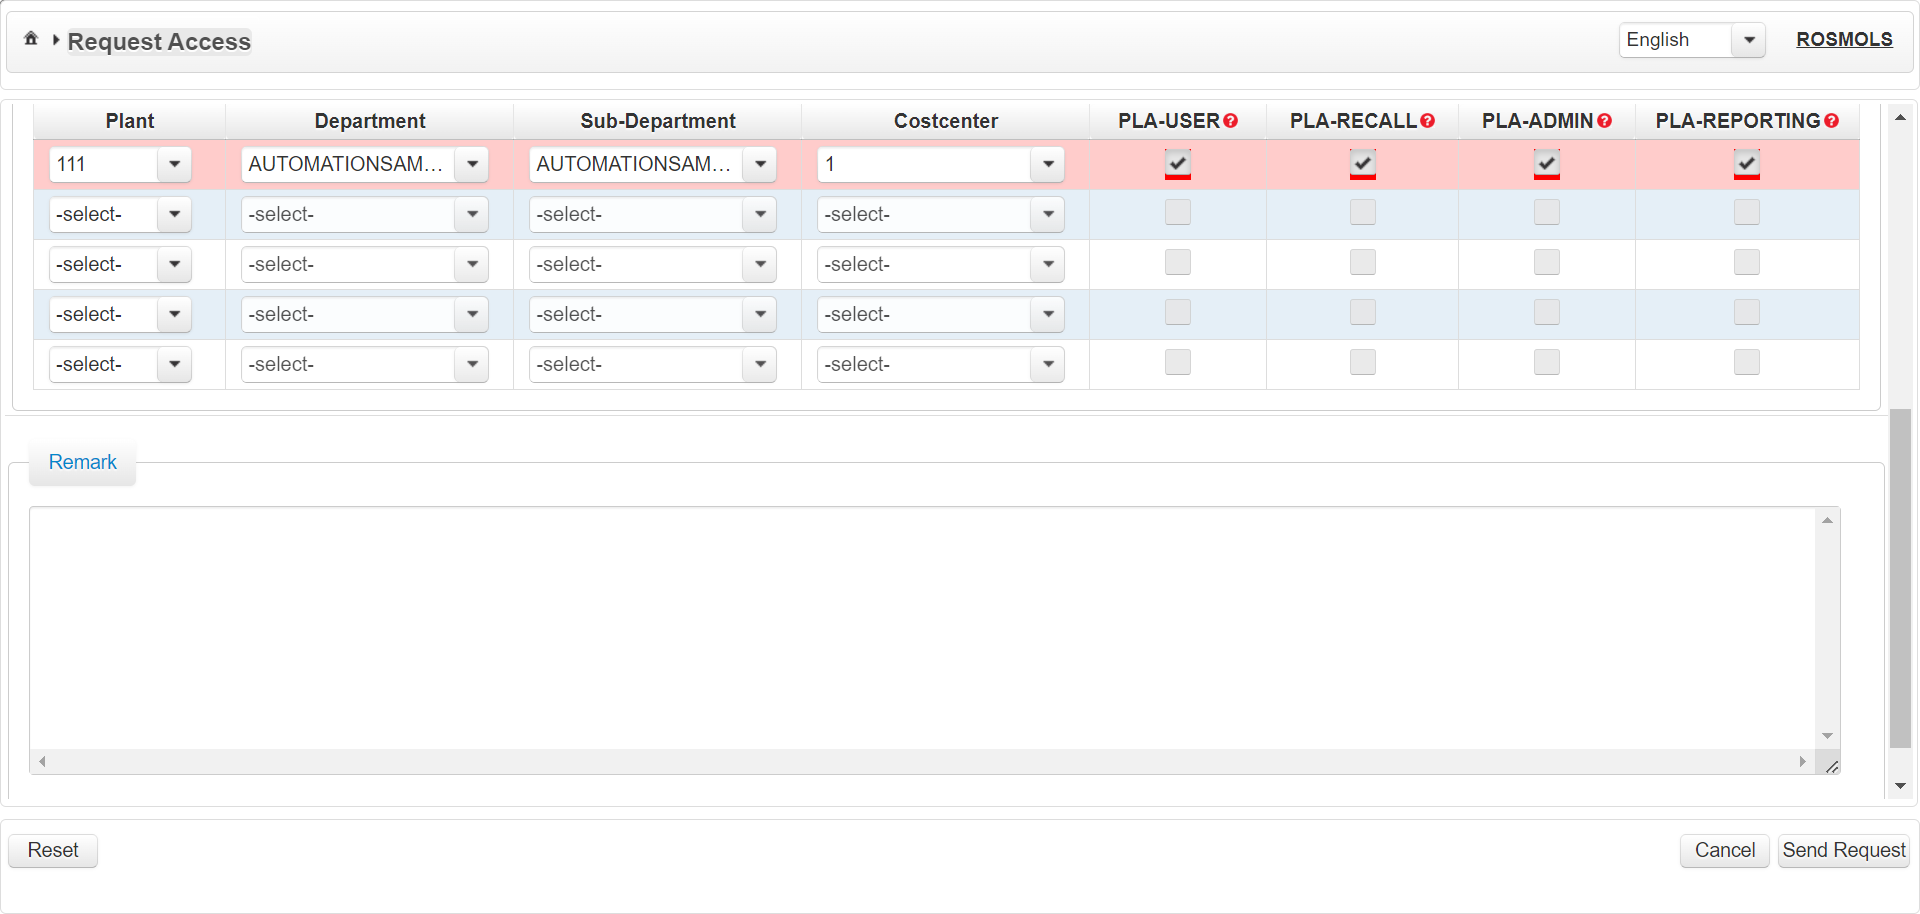 Request Access English ROSMOLS
Plant Department Sub-Department Costcenter PLA-USER? PLA-RECALL? PLA-ADMIN? PLA-REPORTING?
111 AUTOMATIONSAM... AUTOMATIONSAM... 1
-select- -select- -select- -select-
-select- -select- -select- -select-
-select- -select- -select- -select-
-select- -select- -select- -select-
Remark
Reset Cancel Send Request